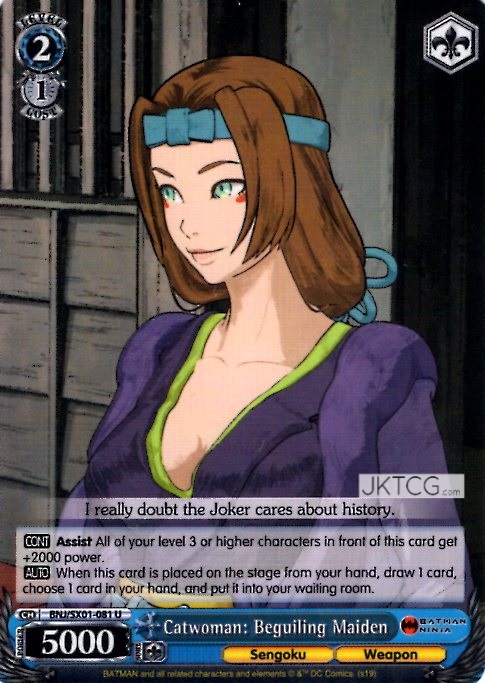 LEVEL
2
1
COST
JKTCG.com
I really doubt the Joker cares about history.
CONT Assist All of your level 3 or higher characters in front of this card get
+2000 power.
AUTO When this card is placed on the stage from your hand, draw 1 card,
choose 1 card in your hand, and put it into your waiting room.
CH BNJ/SX01-081 U
POWER
5000
Catwoman: Beguiling Maiden
BATMAN
NINJA
Sengoku
Weapon
BATMAN and all related characters and elements © & ™ DC Comics. (s19)